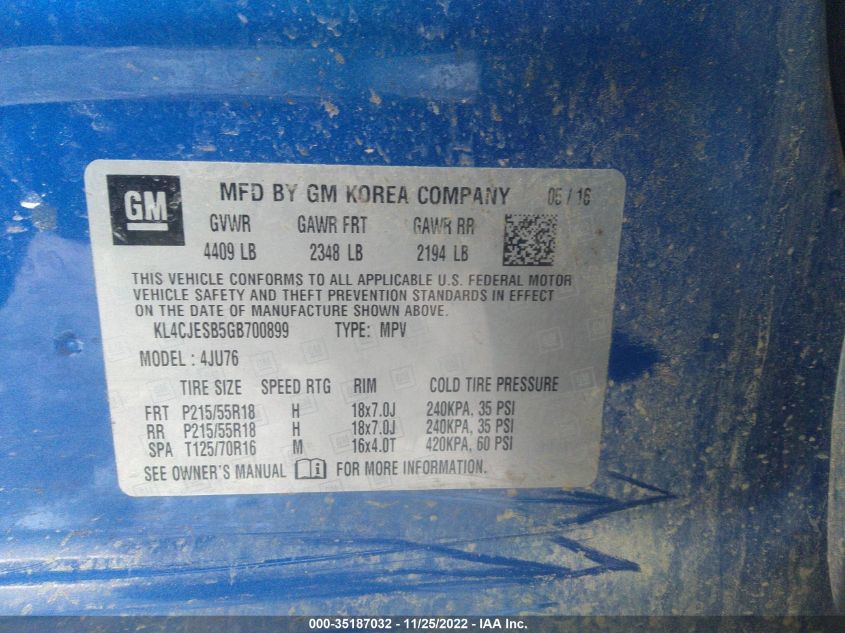 GM
MFD BY GM KOREA COMPANY 05 / 16
GVWR GAWR FRT GAWR RR
4409 LB 2348 LB 2194 LB
THIS VEHICLE CONFORMS TO ALL APPLICABLE U.S. FEDERAL MOTOR
VEHICLE SAFETY AND THEFT PREVENTION STANDARDS IN EFFECT
ON THE DATE OF MANUFACTURE SHOWN ABOVE.
KL4CJESB5GB700899 TYPE: MPV
MODEL : 4JU76
TIRE SIZE SPEED RTG RIM COLD TIRE PRESSURE
FRT P215/55R18 H 18x7.0J 240KPA, 35 PSI
RR P215/55R18 H 18x7.0J 240KPA, 35 PSI
SPA T125/70R16 M 16x4.0T 420KPA, 60 PSI
SEE OWNER'S MANUAL FOR MORE INFORMATION.
000-35187032 - 11/25/2022 - IAA Inc.